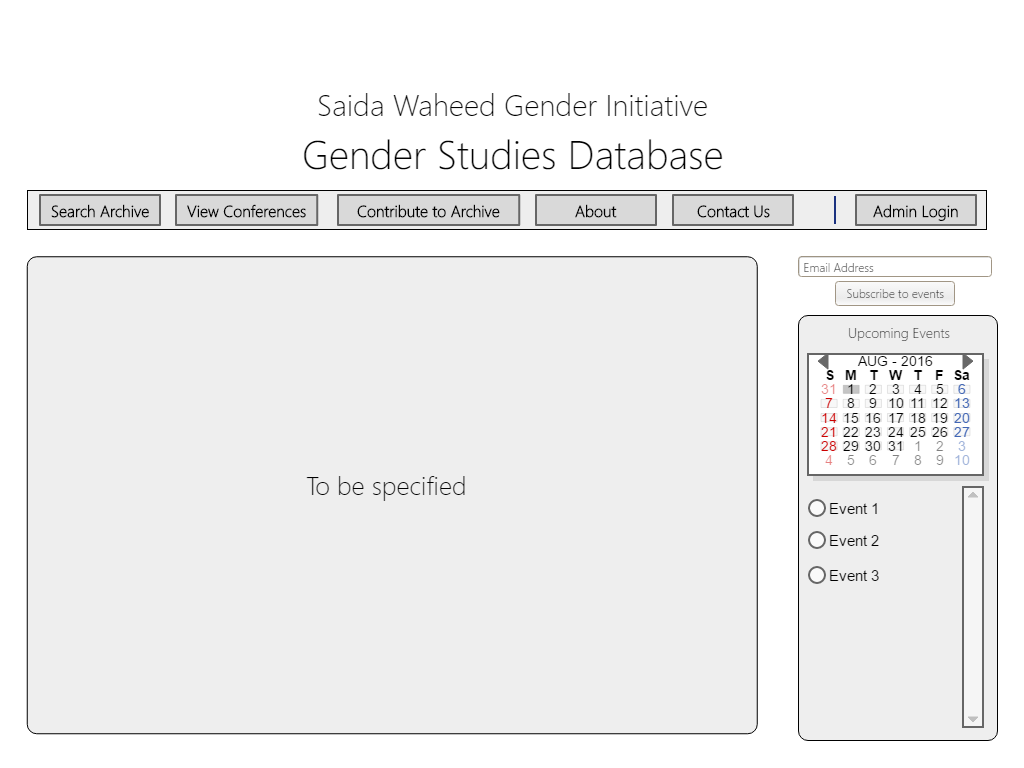 Saida Waheed Gender Initiative
Gender Studies Database
Search Archive View Conferences Contribute to Archive About Contact Us Admin Login
Email Address
Subscribe to events
Upcoming Events
AUG - 2016
S M T W T F Sa
31 1 2 3 4 5 6
7 8 9 10 11 12 13
14 15 16 17 18 19 20
21 22 23 24 25 26 27
28 29 30 31 1 2 3
4 5 6 7 8 9 10
To be specified
Event 1
Event 2
Event 3